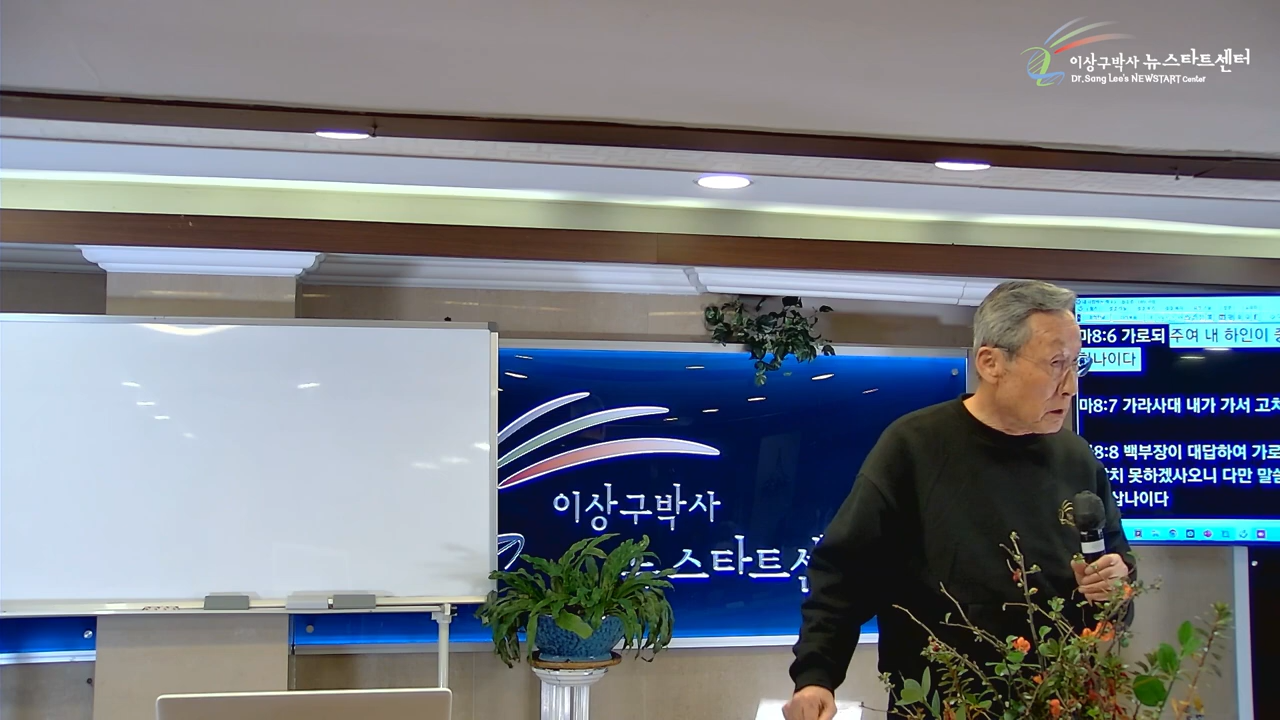 이상구박사 뉴스타트센터
Dr. Sang Lee's NEWSTART Center
마8:6 가로되 주여 내 하인이
나이다
마8:7 가라사대 내가 가서 고치
8:8 백부장이 대답하여 가로
치 못하겠사오니 다만 말씀
삽나이다
이상구박사
뉴스타트센